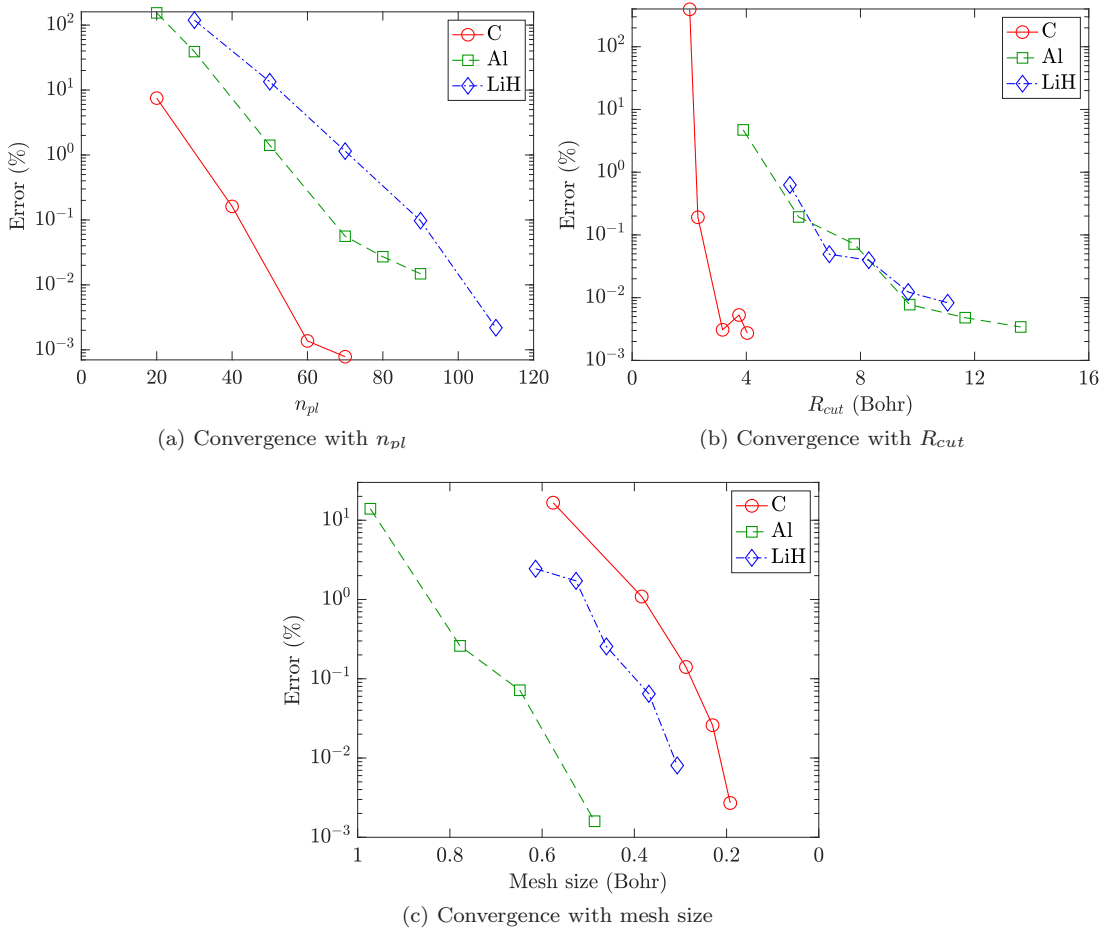 C
Al
LiH
10^2
10^1
10^0
10^-1
10^-2
10^-3
Error (%)
0 20 40 60 80 100 120
n_pl
(a) Convergence with n_pl
C
Al
LiH
10^2
10^1
10^0
10^-1
10^-2
10^-3
Error (%)
0 4 8 12 16
R_cut (Bohr)
(b) Convergence with R_cut
C
Al
LiH
10^1
10^0
10^-1
10^-2
10^-3
Error (%)
1 0.8 0.6 0.4 0.2 0
Mesh size (Bohr)
(c) Convergence with mesh size